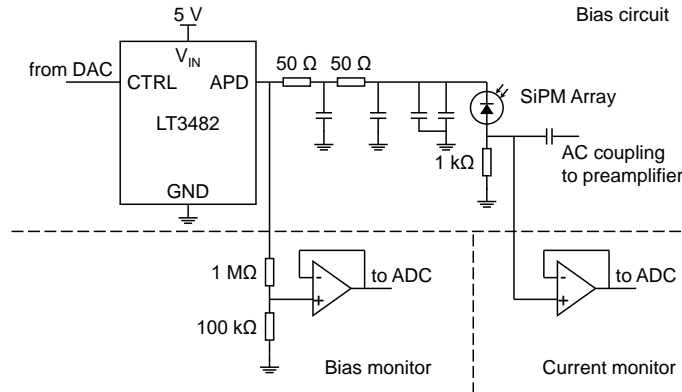 5 V
Bias circuit
from DAC
V_IN
CTRL
APD
50 Ω
50 Ω
SiPM Array
LT3482
1 kΩ
AC coupling
to preamplifier
GND
1 MΩ
-
+
to ADC
-
+
to ADC
100 kΩ
Bias monitor
Current monitor